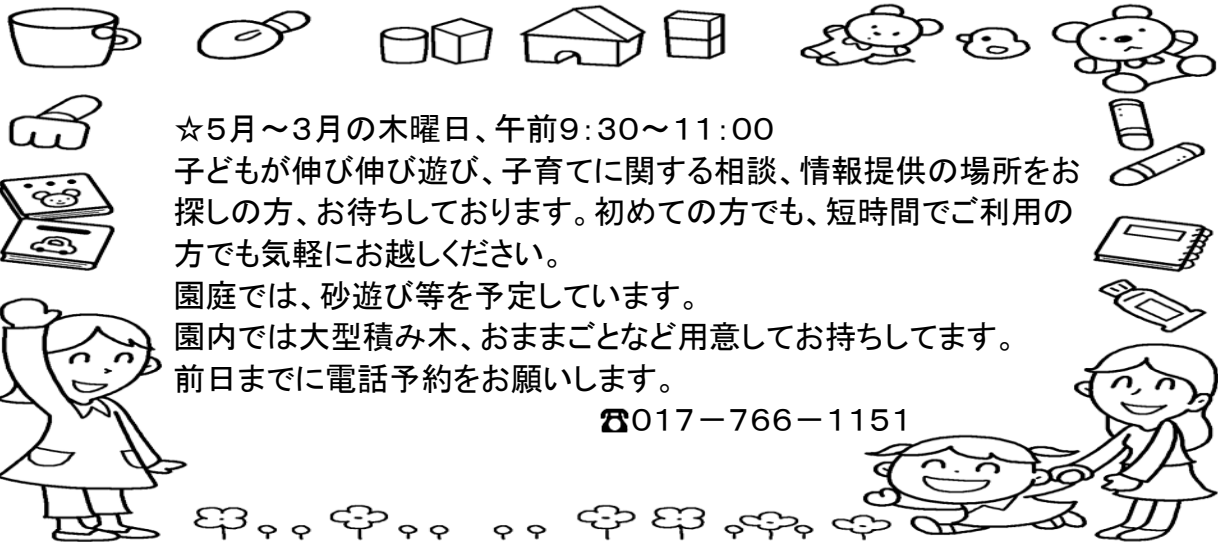 ☆5月～3月の木曜日、午前9：30～11：00
子どもが伸び伸び遊び、子育てに関する相談、情報提供の場所をお
探しの方、お待ちしております。初めての方でも、短時間でご利用の
方でも気軽にお越しください。
園庭では、砂遊び等を予定しています。
園内では大型積み木、おままごとなど用意してお持ちしてます。
前日までに電話予約をお願いします。
☎017－766－1151